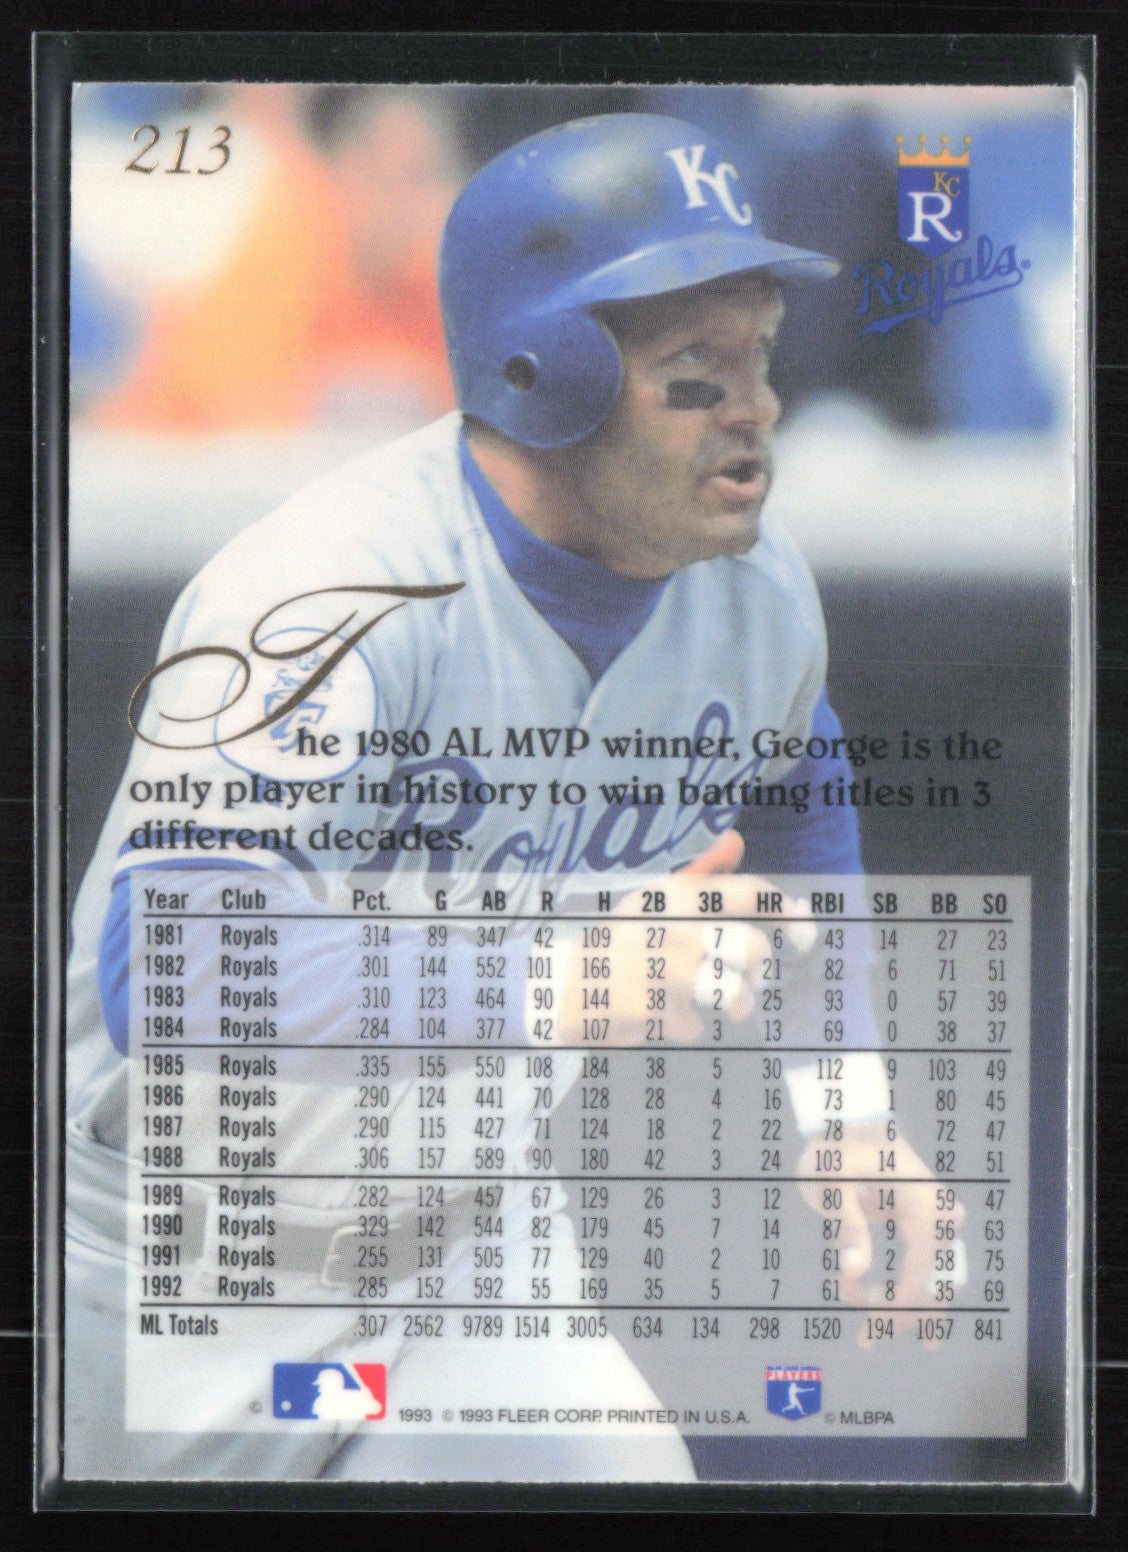 213
KC
KC
R
Royals®
Royals
The 1980 AL MVP winner, George is the
only player in history to win batting titles in 3
different decades.
Year Club Pct. G AB R H 2B 3B HR RBI SB BB SO
1981 Royals .314 89 347 42 109 27 7 6 43 14 27 23
1982 Royals .301 144 552 101 166 32 9 21 82 6 71 51
1983 Royals .310 123 464 90 144 38 2 25 93 0 57 39
1984 Royals .284 104 377 42 107 21 3 13 69 0 38 37
1985 Royals .335 155 550 108 184 38 5 30 112 9 103 49
1986 Royals .290 124 441 70 128 28 4 16 73 1 80 45
1987 Royals .290 115 427 71 124 18 2 22 78 6 72 47
1988 Royals .306 157 589 90 180 42 3 24 103 14 82 51
1989 Royals .282 124 457 67 129 26 3 12 80 14 59 47
1990 Royals .329 142 544 82 179 45 7 14 87 9 56 63
1991 Royals .255 131 505 77 129 40 2 10 61 2 58 75
1992 Royals .285 152 592 55 169 35 5 7 61 8 35 69
ML Totals .307 2562 9789 1514 3005 634 134 298 1520 194 1057 841
MAJOR LEAGUE BASEBALL
PLAYERS
© 1993 © 1993 FLEER CORP. PRINTED IN U.S.A. © MLBPA